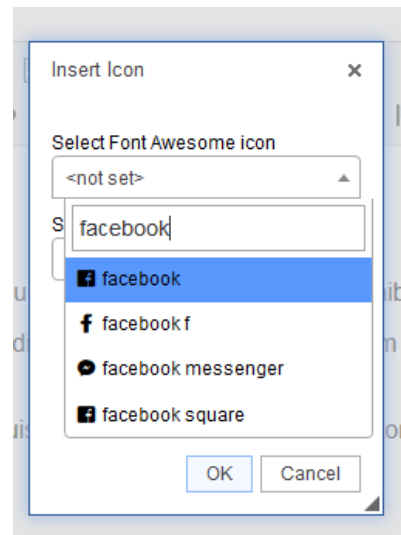 Insert Icon ×
Select Font Awesome icon
<not set>
S
facebook
facebook
facebook f
facebook messenger
facebook square
OK Cancel